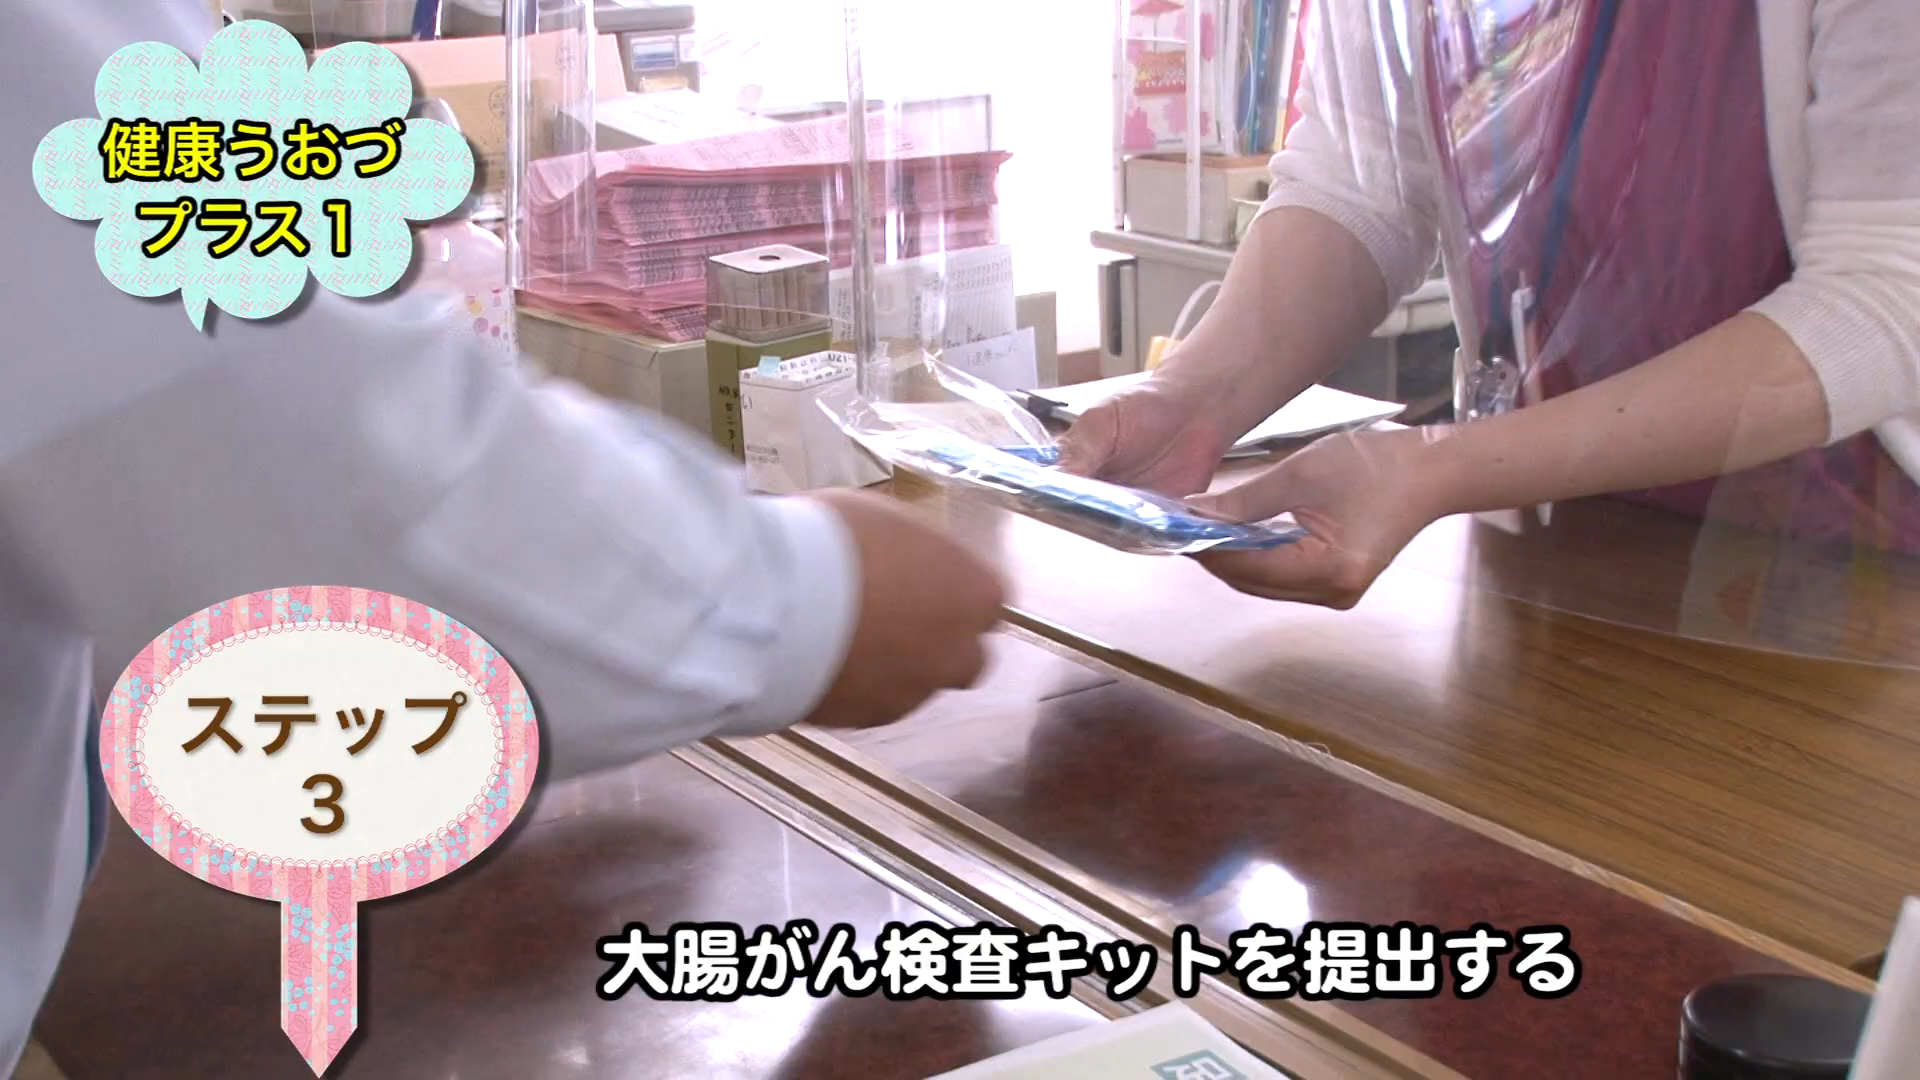 健康うおづ
プラス１
ステップ
３
大腸がん検査キットを提出する